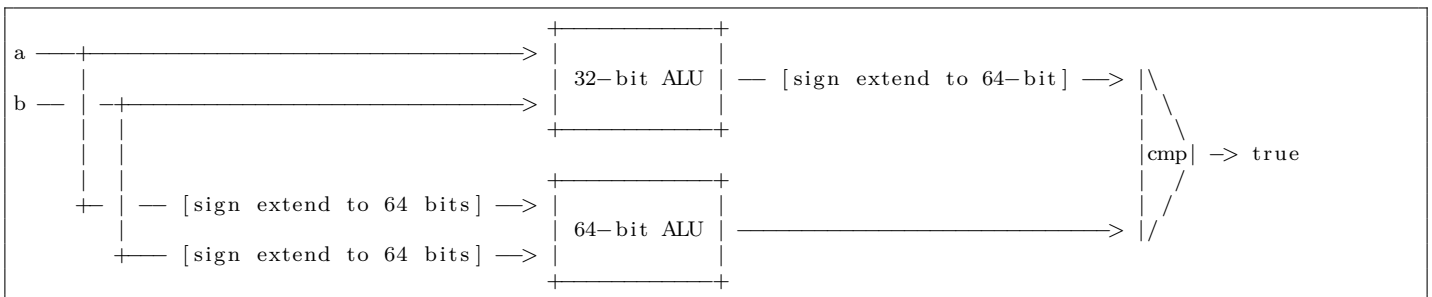 a
32-bit ALU — [sign extend to 64-bit] —>
b
cmp —> true
[sign extend to 64 bits] —>
64-bit ALU
[sign extend to 64 bits] —>